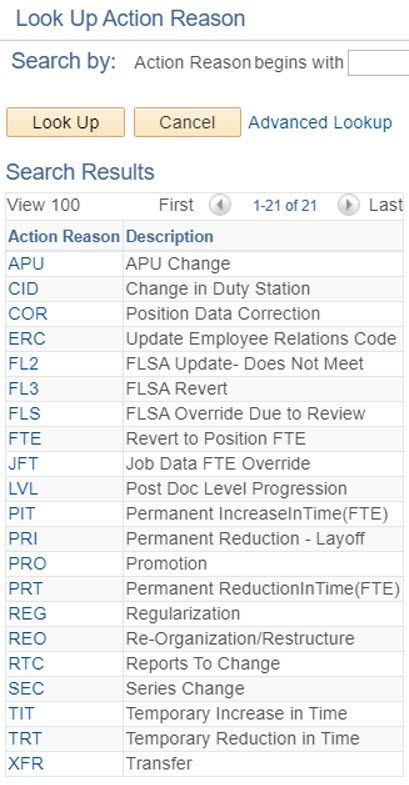 Look Up Action Reason
Search by: Action Reason begins with
Look Up Cancel Advanced Lookup
Search Results
View 100 First 1-21 of 21 Last
Action Reason Description
APU APU Change
CID Change in Duty Station
COR Position Data Correction
ERC Update Employee Relations Code
FL2 FLSA Update- Does Not Meet
FL3 FLSA Revert
FLS FLSA Override Due to Review
FTE Revert to Position FTE
JFT Job Data FTE Override
LVL Post Doc Level Progression
PIT Permanent IncreaseInTime(FTE)
PRI Permanent Reduction - Layoff
PRO Promotion
PRT Permanent ReductionInTime(FTE)
REG Regularization
REO Re-Organization/Restructure
RTC Reports To Change
SEC Series Change
TIT Temporary Increase in Time
TRT Temporary Reduction in Time
XFR Transfer